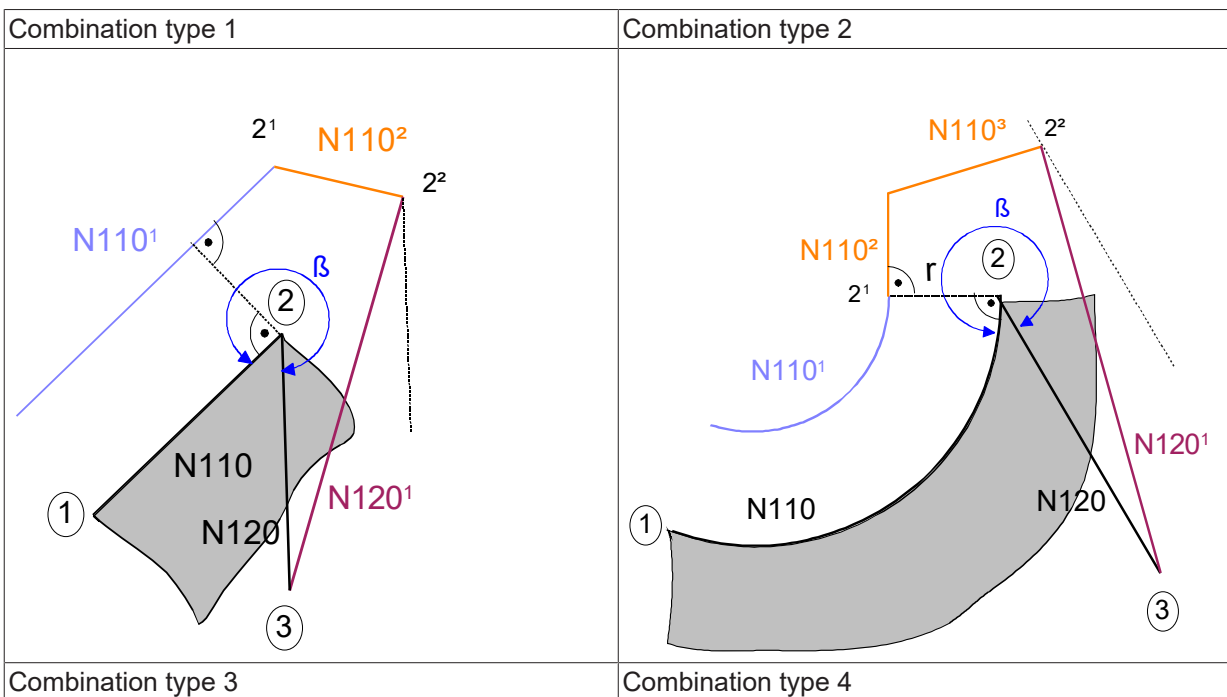 Combination type 1
Combination type 2
2¹
N110²
2²
N110¹
ß
2
N110
N120¹
1
N120
3
N110³
2²
ß
2
N110²
r
2¹
N110¹
N120¹
N110
N120
1
3
Combination type 3
Combination type 4